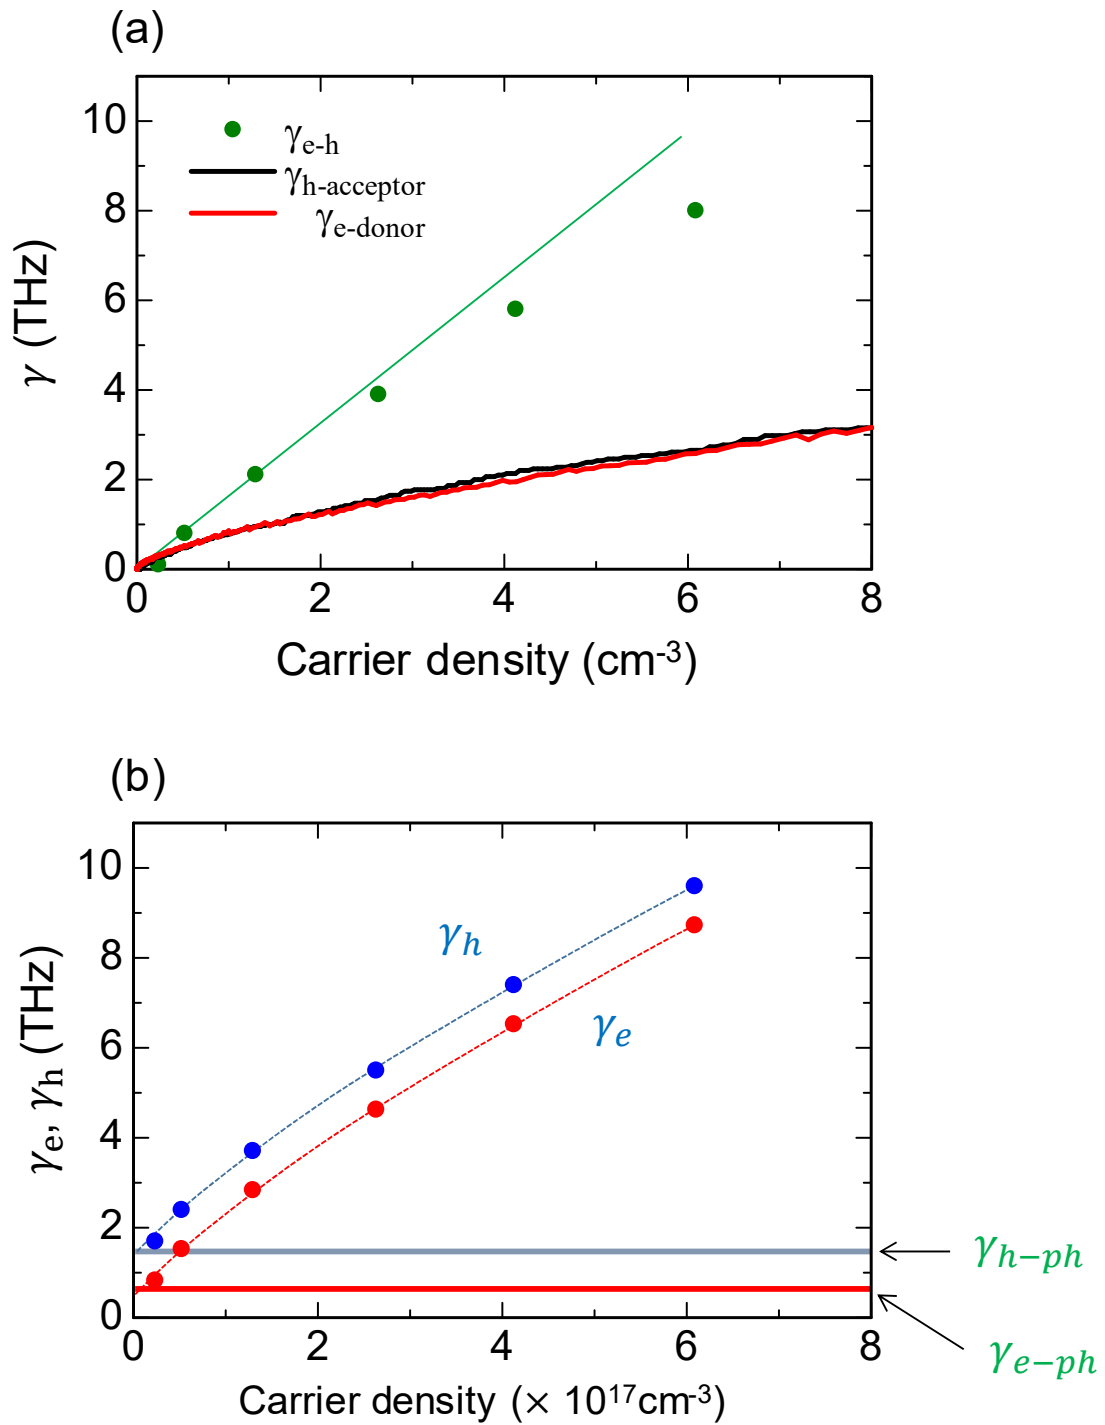 (a)
10
8
6
4
2
0
γ (THz)
γe-h
γh-acceptor
γe-donor
0 2 4 6 8
Carrier density (cm-3)
(b)
10
8
6
4
2
0
γe, γh (THz)
γh
γe
γh−ph
γe−ph
0 2 4 6 8
Carrier density (× 1017cm-3)